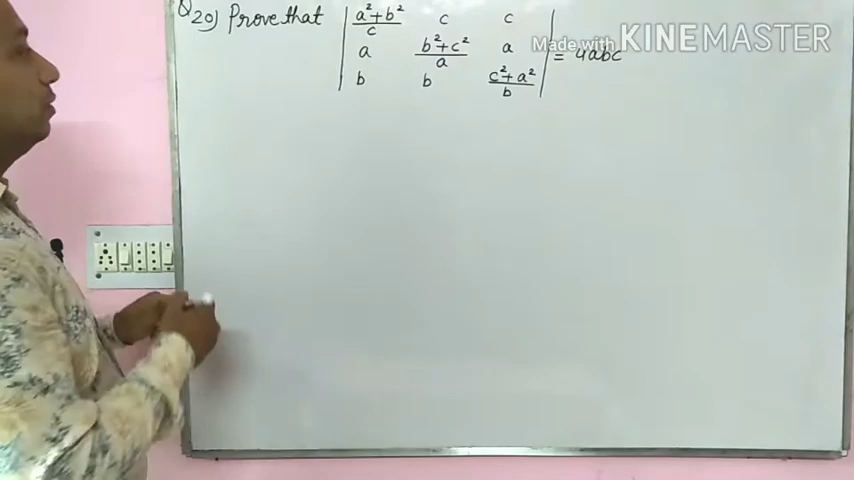 Q20) Prove that | (a²+b²)/c c c |
| a (b²+c²)/a a | = 4abc
| b b (c²+a²)/b |
Made with KINEMASTER